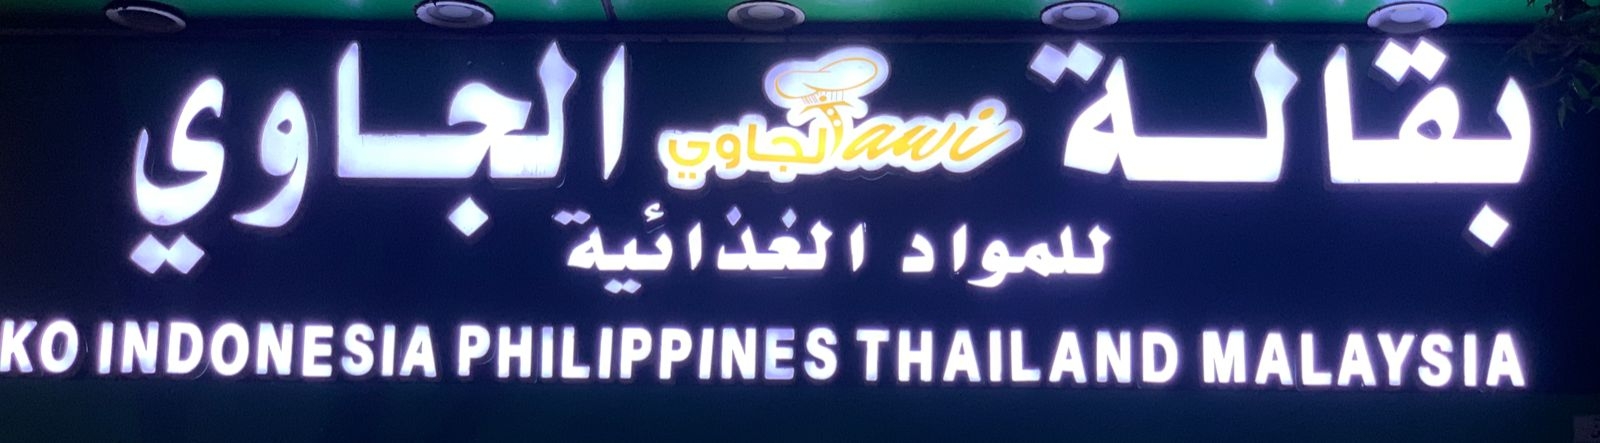 بقالة الجاوي
الجاوي Jawi
للمواد الغذائية
KO INDONESIA PHILIPPINES THAILAND MALAYSIA